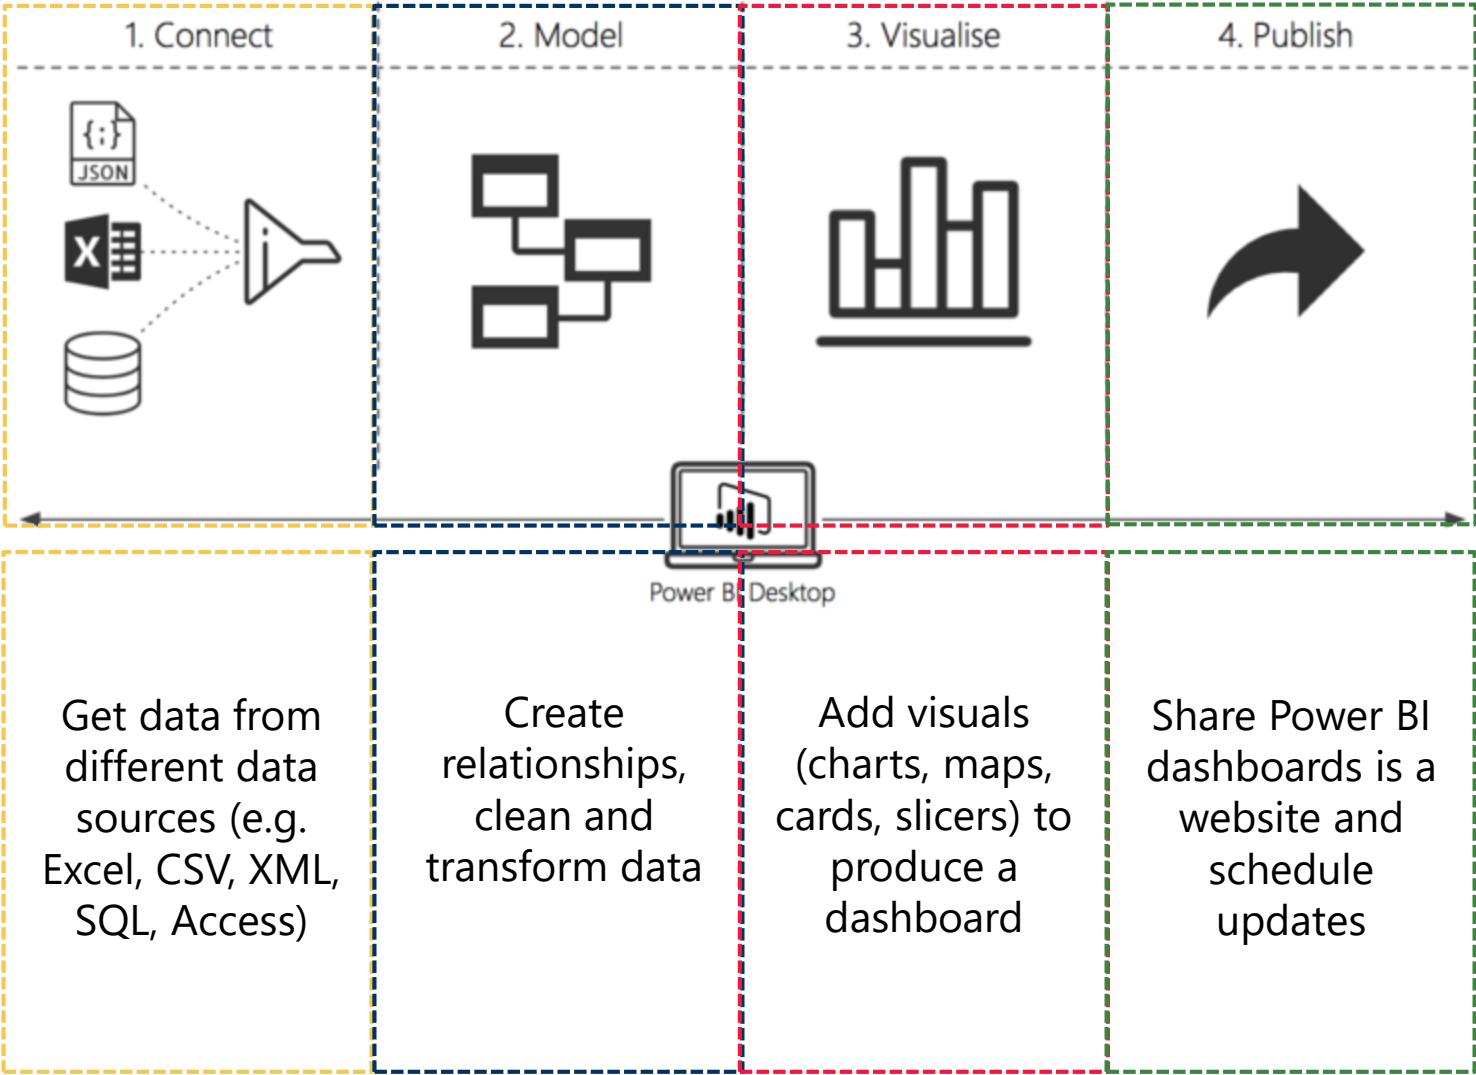 1. Connect
2. Model
3. Visualise
4. Publish
{;}
JSON
X
Power BI Desktop
Get data from
different data
sources (e.g.
Excel, CSV, XML,
SQL, Access)
Create
relationships,
clean and
transform data
Add visuals
(charts, maps,
cards, slicers) to
produce a
dashboard
Share Power BI
dashboards is a
website and
schedule
updates